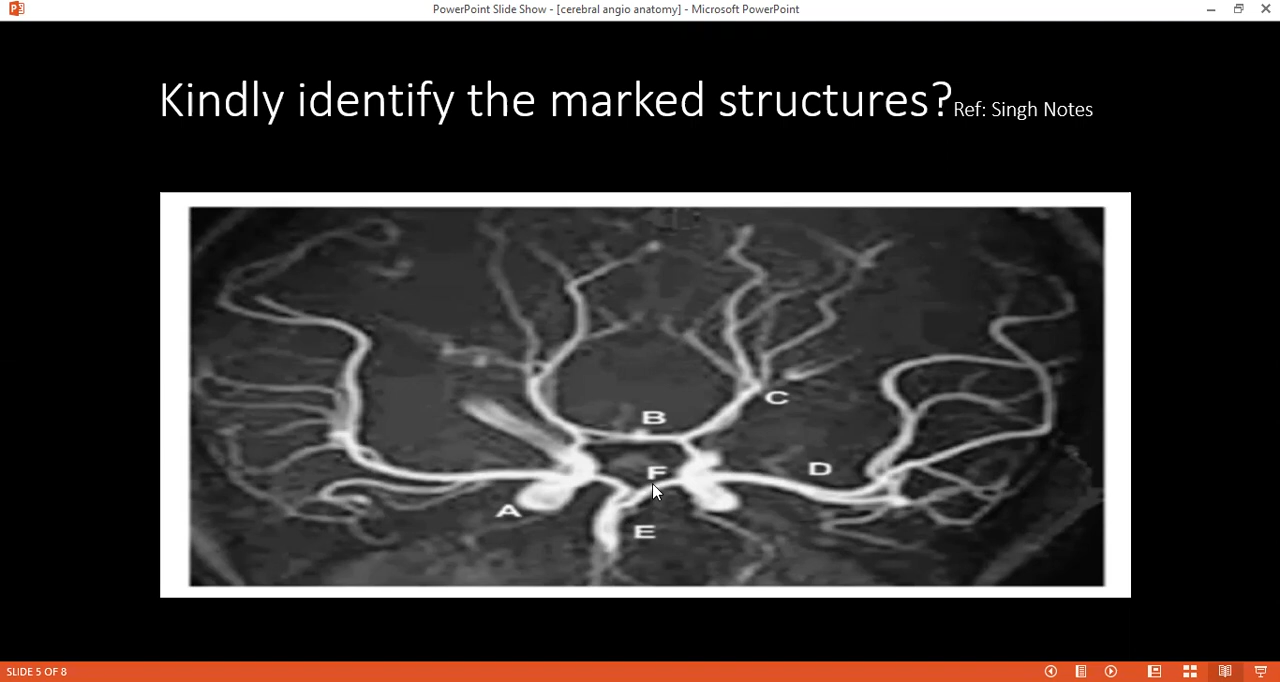 PowerPoint Slide Show - [cerebral angio anatomy] - Microsoft PowerPoint
Kindly identify the marked structures?Ref: Singh Notes
B
C
F
D
A
E
SLIDE 5 OF 8